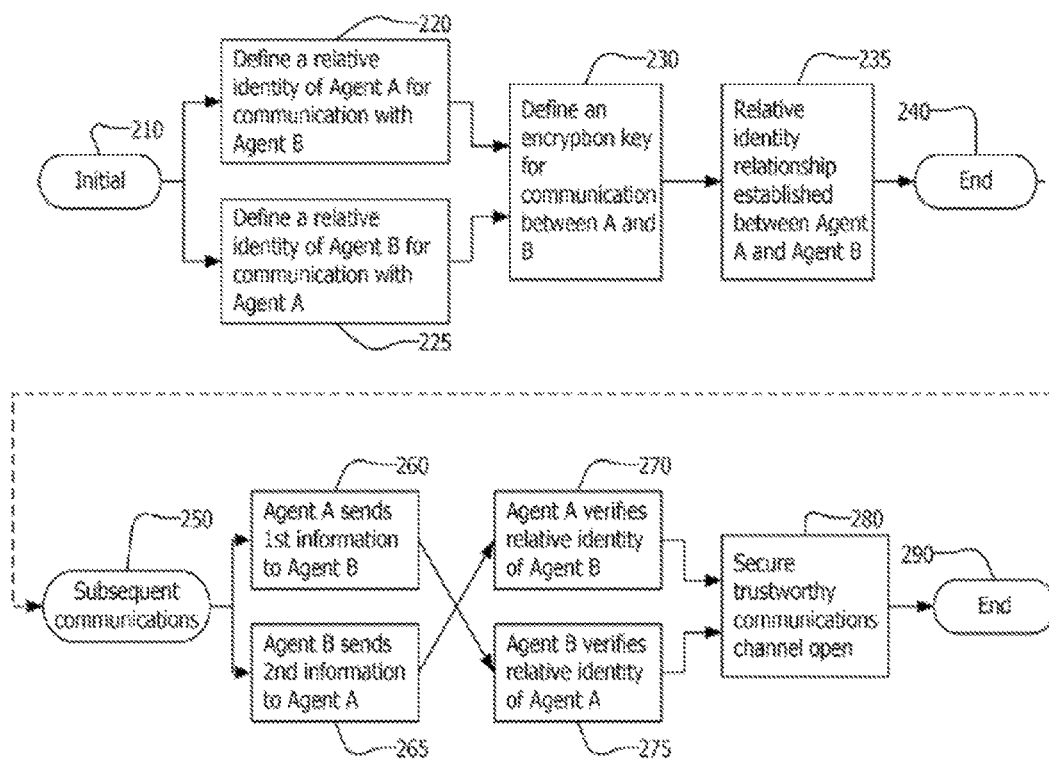 220
Define a relative
identity of Agent A for
communication with
Agent B
210
Initial
Define a relative
identity of Agent B for
communication with
Agent A
225
230
Define an
encryption key
for
communication
between A and
B
235
Relative
identity
relationship
established
between Agent
A and Agent B
240
End
250
Subsequent
communications
260
Agent A sends
1st information
to Agent B
Agent B sends
2nd information
to Agent A
265
270
Agent A verifies
relative identity
of Agent B
Agent B verifies
relative identity
of Agent A
275
280
Secure
trustworthy
communications
channel open
290
End